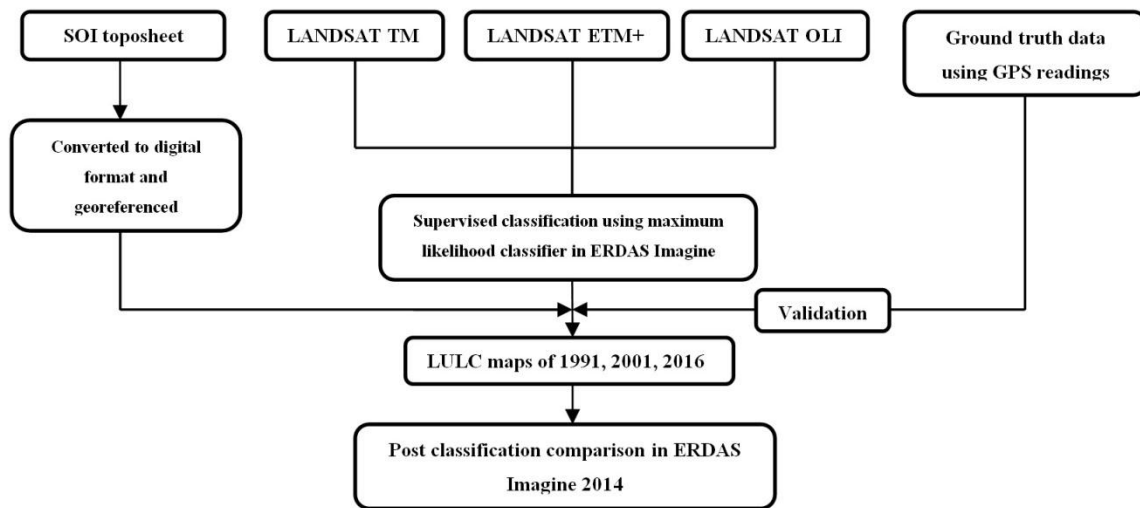 SOI toposheet
LANDSAT TM
LANDSAT ETM+
LANDSAT OLI
Ground truth data
using GPS readings
Converted to digital
format and
georeferenced
Supervised classification using maximum
likelihood classifier in ERDAS Imagine
Validation
LULC maps of 1991, 2001, 2016
Post classification comparison in ERDAS
Imagine 2014